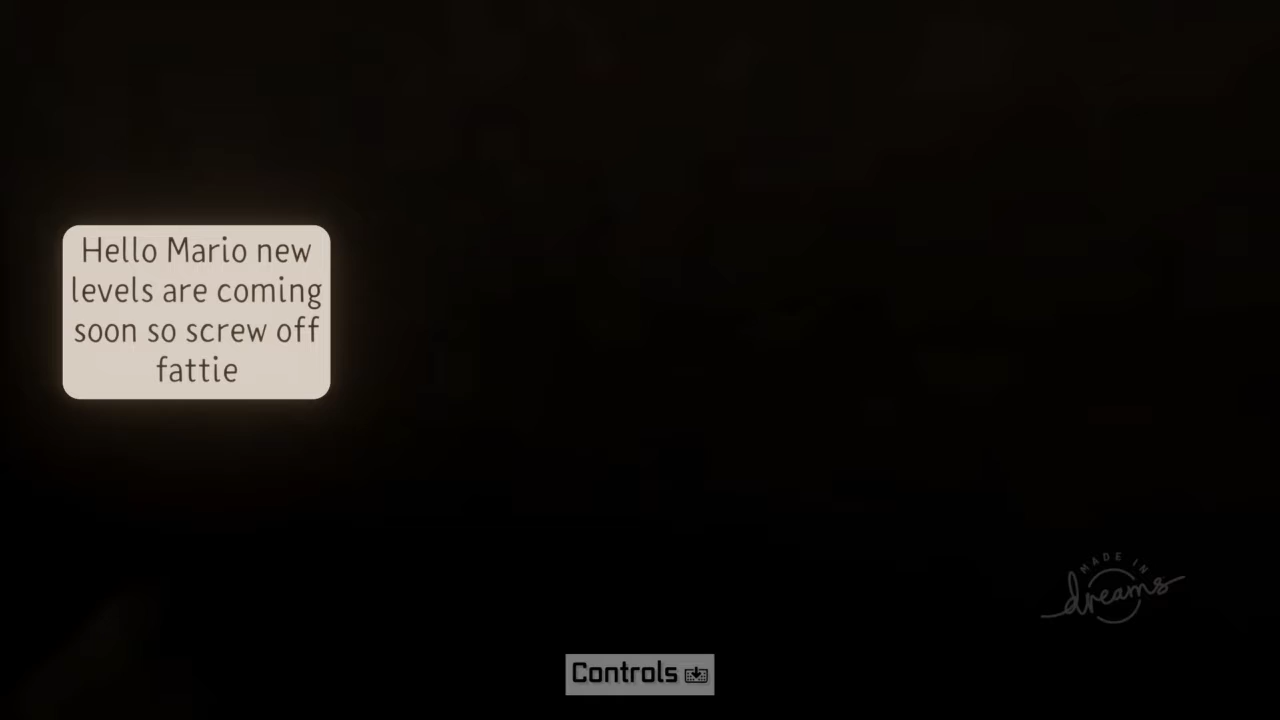 Hello Mario new
levels are coming
soon so screw off
fattie
MADE IN
dreams
Controls